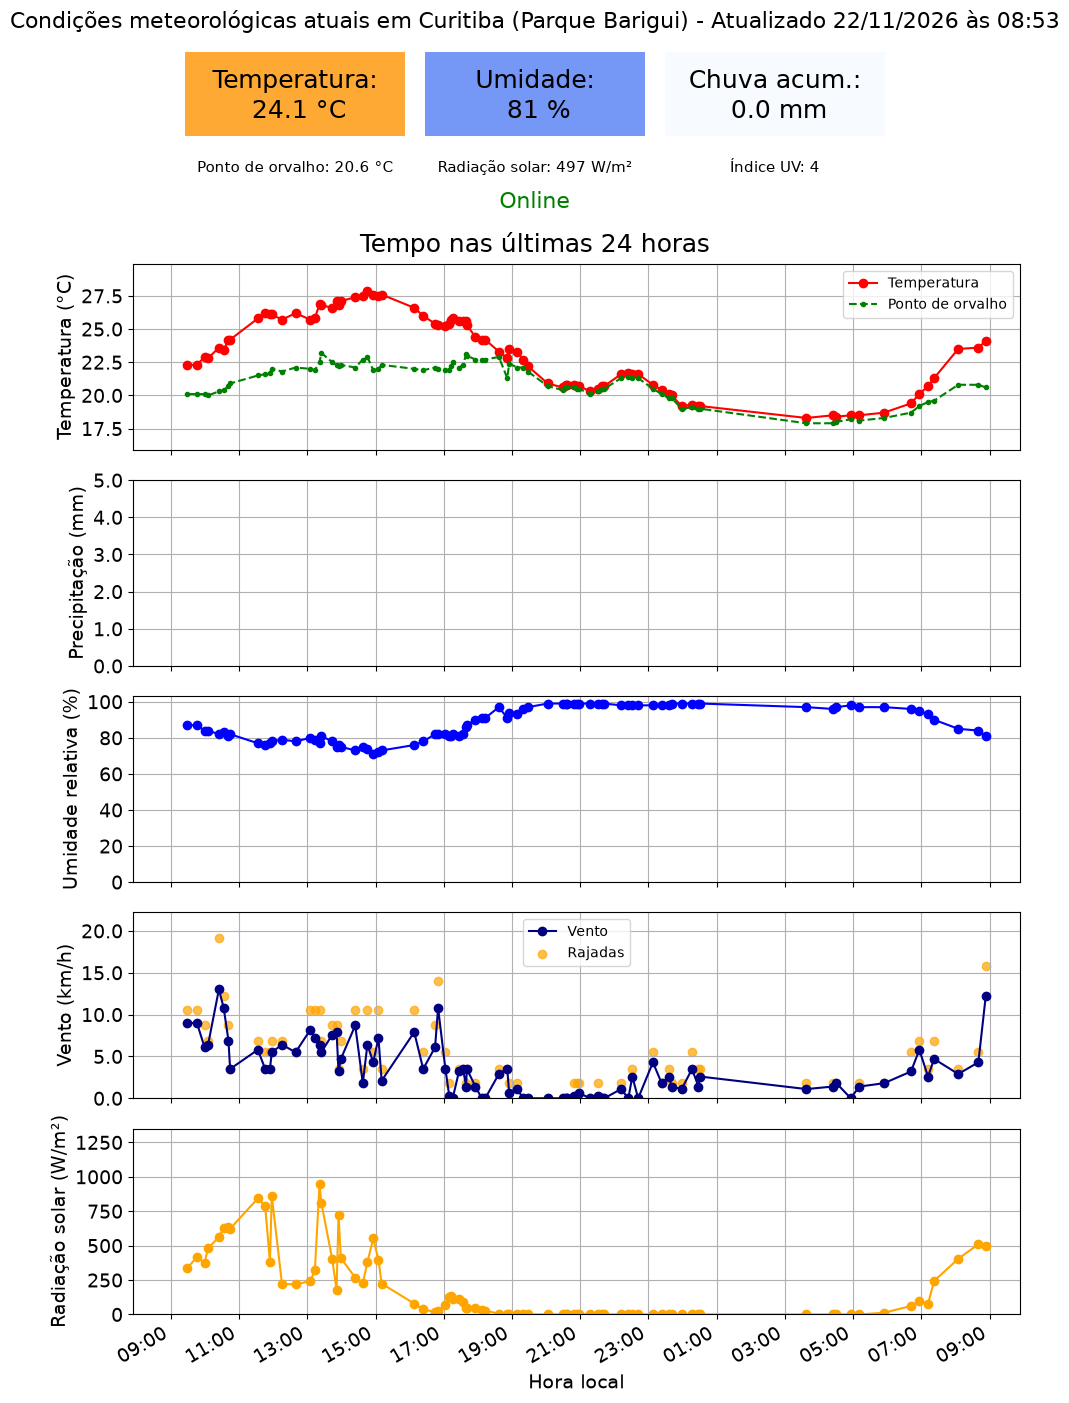 Condições meteorológicas atuais em Curitiba (Parque Barigui) - Atualizado 22/11/2026 às 08:53
Temperatura:
24.1 °C
Umidade:
81 %
Chuva acum.:
0.0 mm
Ponto de orvalho: 20.6 °C
Radiação solar: 497 W/m²
Índice UV: 4
Online
Tempo nas últimas 24 horas
Temperatura (°C)
27.5
25.0
22.5
20.0
17.5
Temperatura
Ponto de orvalho
Precipitação (mm)
5.0
4.0
3.0
2.0
1.0
0.0
Umidade relativa (%)
100
80
60
40
20
0
Vento (km/h)
20.0
15.0
10.0
5.0
0.0
Vento
Rajadas
Radiação solar (W/m²)
1250
1000
750
500
250
0
09:00
11:00
13:00
15:00
17:00
19:00
21:00
23:00
01:00
03:00
05:00
07:00
09:00
Hora local